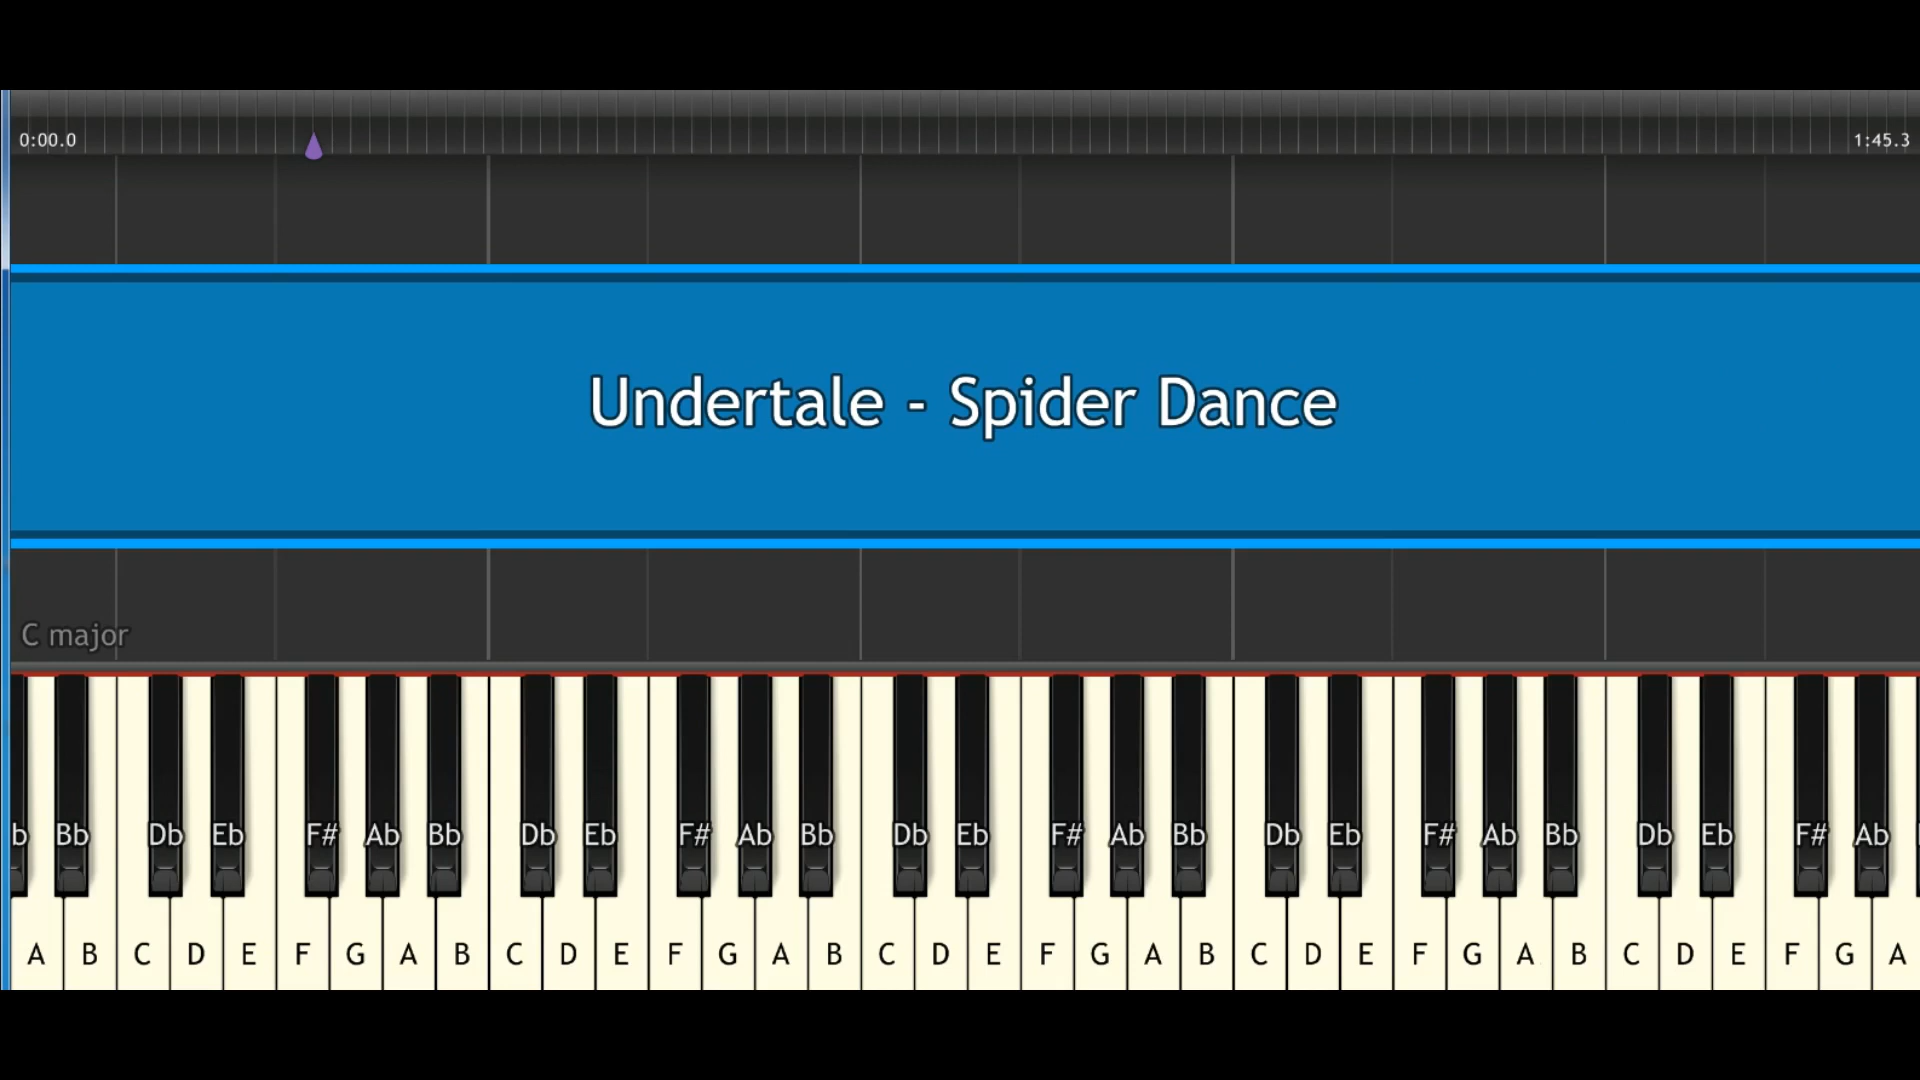 0:00.0 1:45.3
Undertale - Spider Dance
C major
b Bb Db Eb F# Ab Bb Db Eb F# Ab Bb Db Eb F# Ab Bb Db Eb F# Ab Bb Db Eb F# Ab
A B C D E F G A B C D E F G A B C D E F G A B C D E F G A B C D E F G A